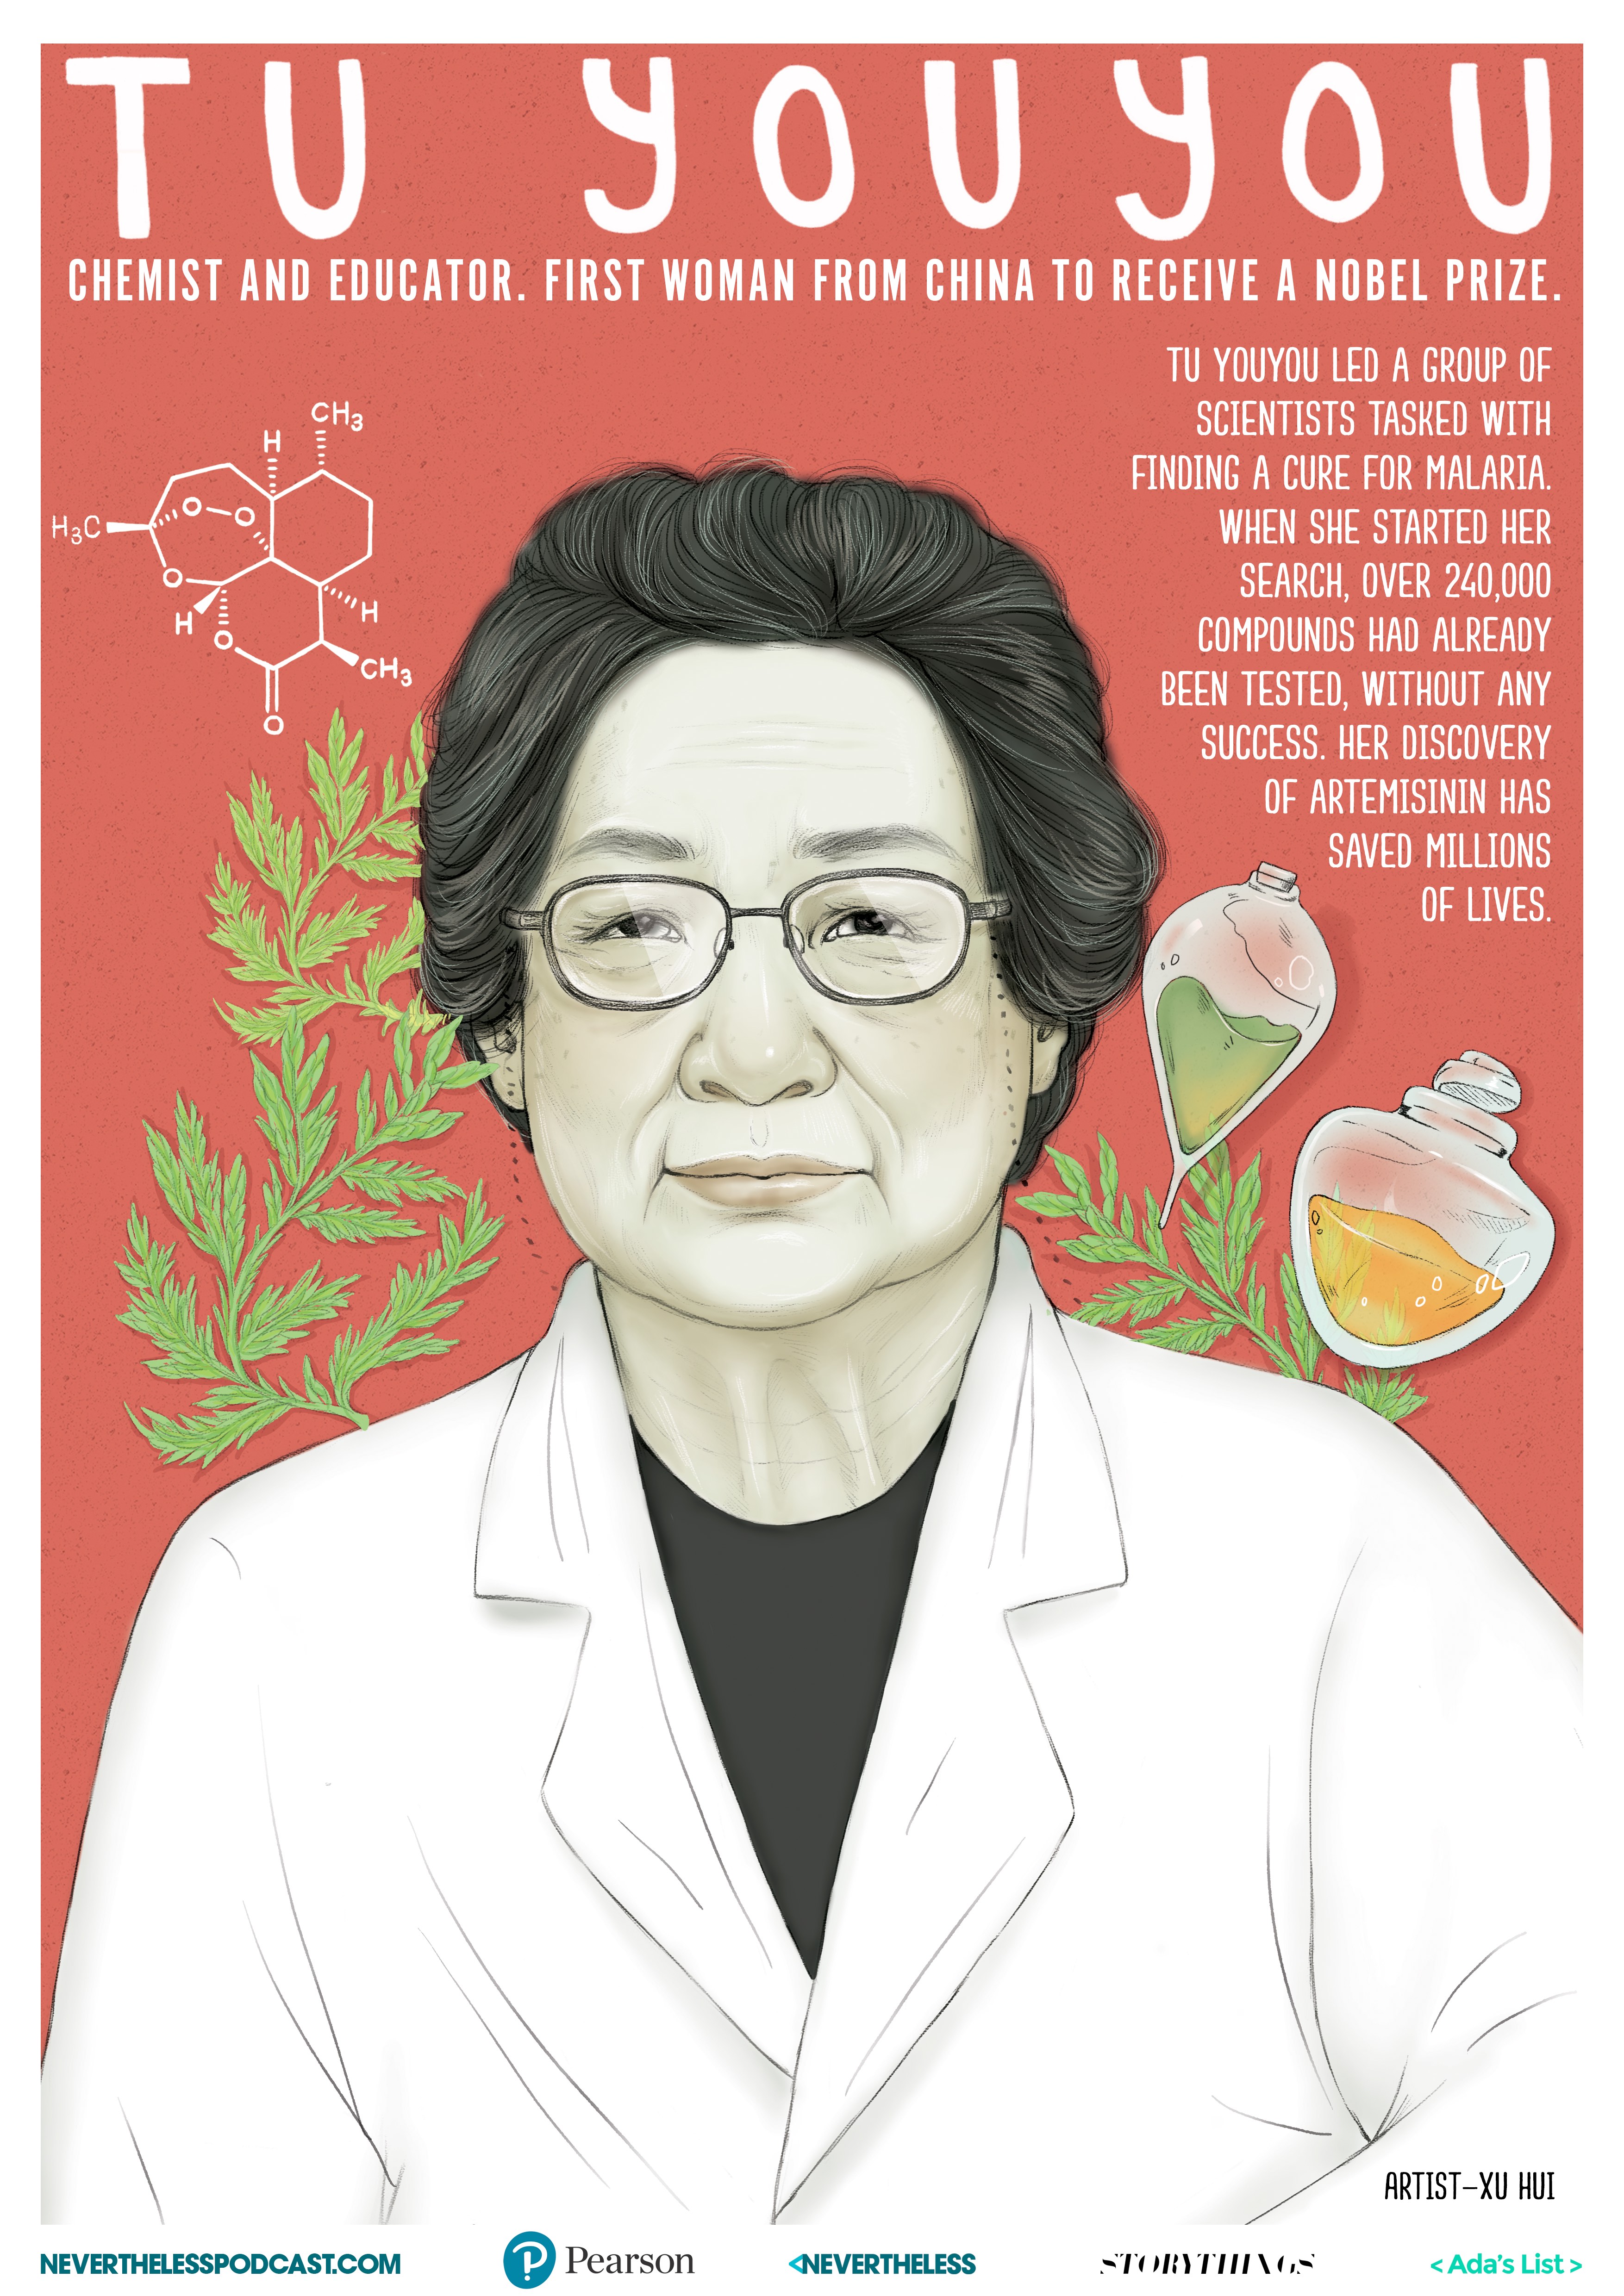 TU YOUYOU
CHEMIST AND EDUCATOR. FIRST WOMAN FROM CHINA TO RECEIVE A NOBEL PRIZE.
TU YOUYOU LED A GROUP OF
SCIENTISTS TASKED WITH
FINDING A CURE FOR MALARIA.
WHEN SHE STARTED HER
SEARCH, OVER 240,000
COMPOUNDS HAD ALREADY
BEEN TESTED, WITHOUT ANY
SUCCESS. HER DISCOVERY
OF ARTEMISININ HAS
SAVED MILLIONS
OF LIVES.
CH₃
H
H₃C
O O
O
H
H
O
CH₃
O
ARTIST–XU HUI
NEVERTHELESSPODCAST.COM
P Pearson
<NEVERTHELESS
STORYTHINGS
< Ada's List >